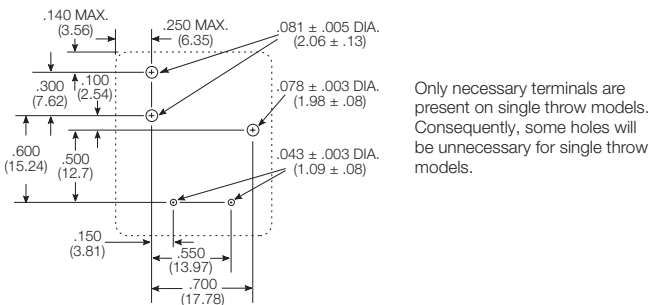 .140 MAX.
(3.56)
.250 MAX.
(6.35)
.081 ± .005 DIA.
(2.06 ± .13)
.300
(7.62)
.100
(2.54)
.078 ± .003 DIA.
(1.98 ± .08)
.600
(15.24)
.500
(12.7)
.043 ± .003 DIA.
(1.09 ± .08)
.150
(3.81)
.550
(13.97)
.700
(17.78)
Only necessary terminals are
present on single throw models.
Consequently, some holes will
be unnecessary for single throw
models.